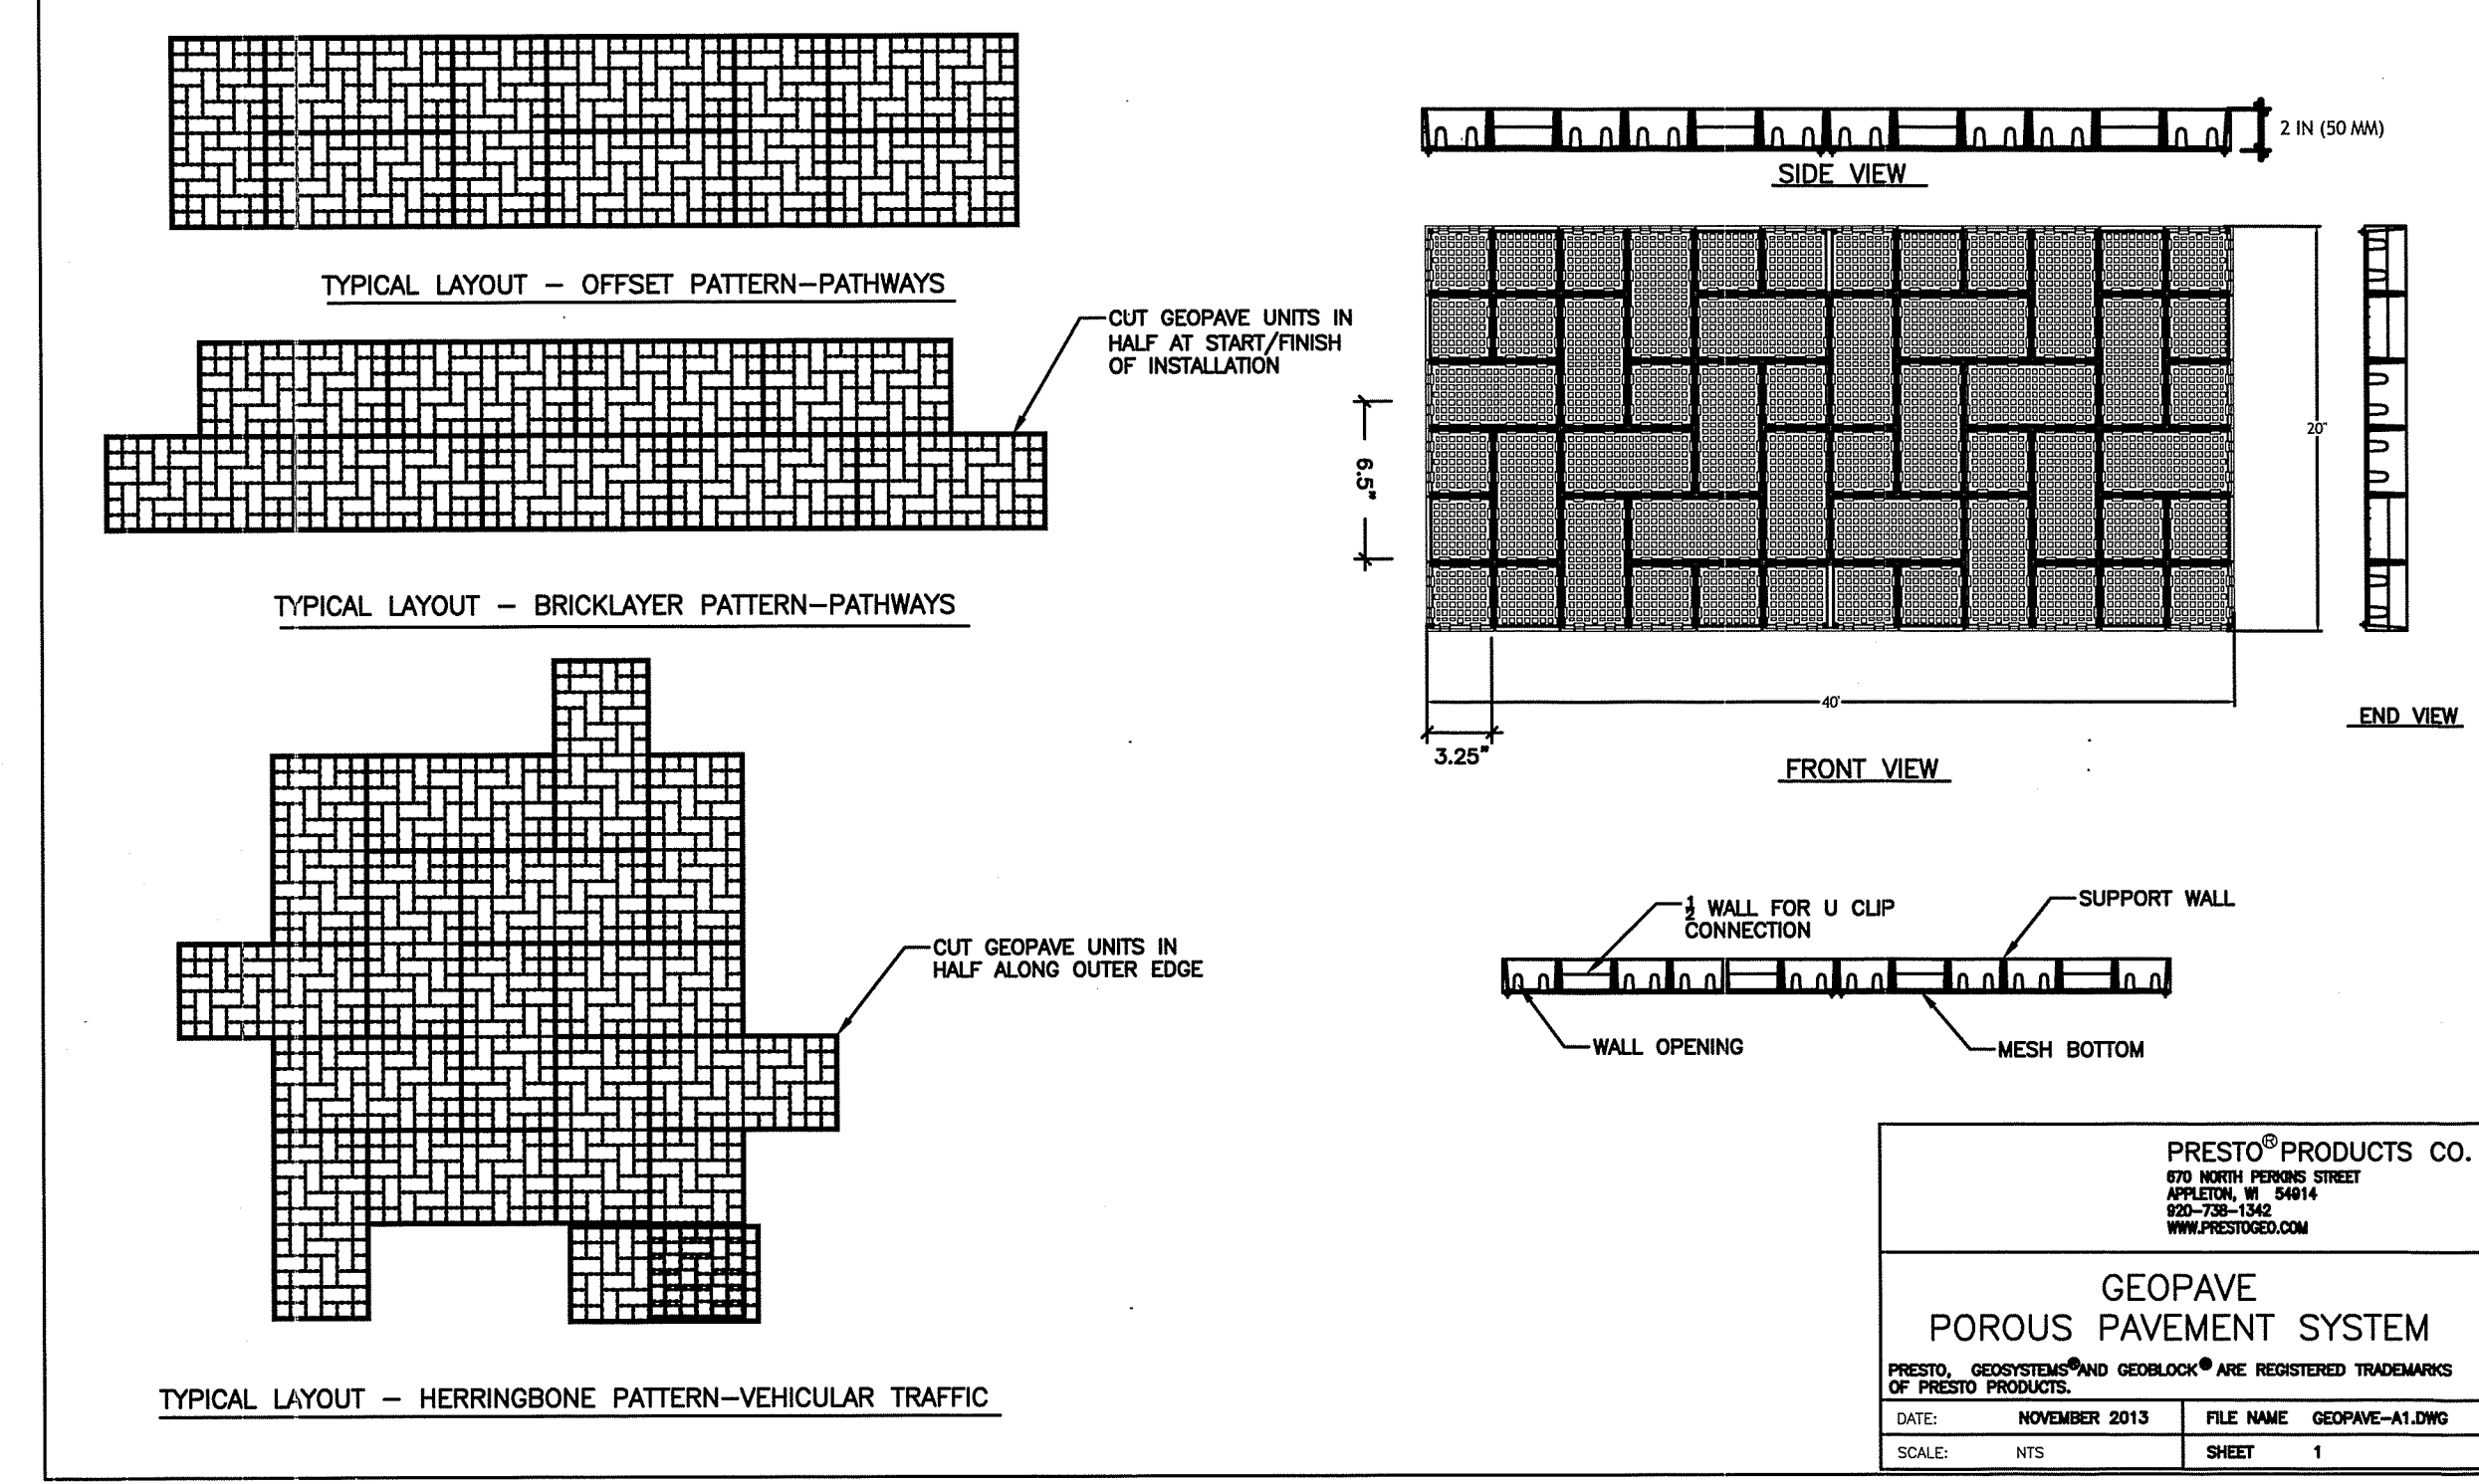 2 IN (50 MM)
SIDE VIEW
TYPICAL LAYOUT – OFFSET PATTERN–PATHWAYS
CUT GEOPAVE UNITS IN
HALF AT START/FINISH
OF INSTALLATION
20"
6.5"
TYPICAL LAYOUT – BRICKLAYER PATTERN–PATHWAYS
40'
3.25"
FRONT VIEW
END VIEW
CUT GEOPAVE UNITS IN
HALF ALONG OUTER EDGE
½ WALL FOR U CLIP
CONNECTION
SUPPORT WALL
WALL OPENING
MESH BOTTOM
TYPICAL LAYOUT – HERRINGBONE PATTERN–VEHICULAR TRAFFIC
PRESTO® PRODUCTS CO.
670 NORTH PERKINS STREET
APPLETON, WI 54914
920–738–1342
WWW.PRESTOGEO.COM
GEOPAVE
POROUS PAVEMENT SYSTEM
PRESTO, GEOSYSTEMS® AND GEOBLOCK® ARE REGISTERED TRADEMARKS
OF PRESTO PRODUCTS.
DATE: NOVEMBER 2013 FILE NAME GEOPAVE–A1.DWG
SCALE: NTS SHEET 1